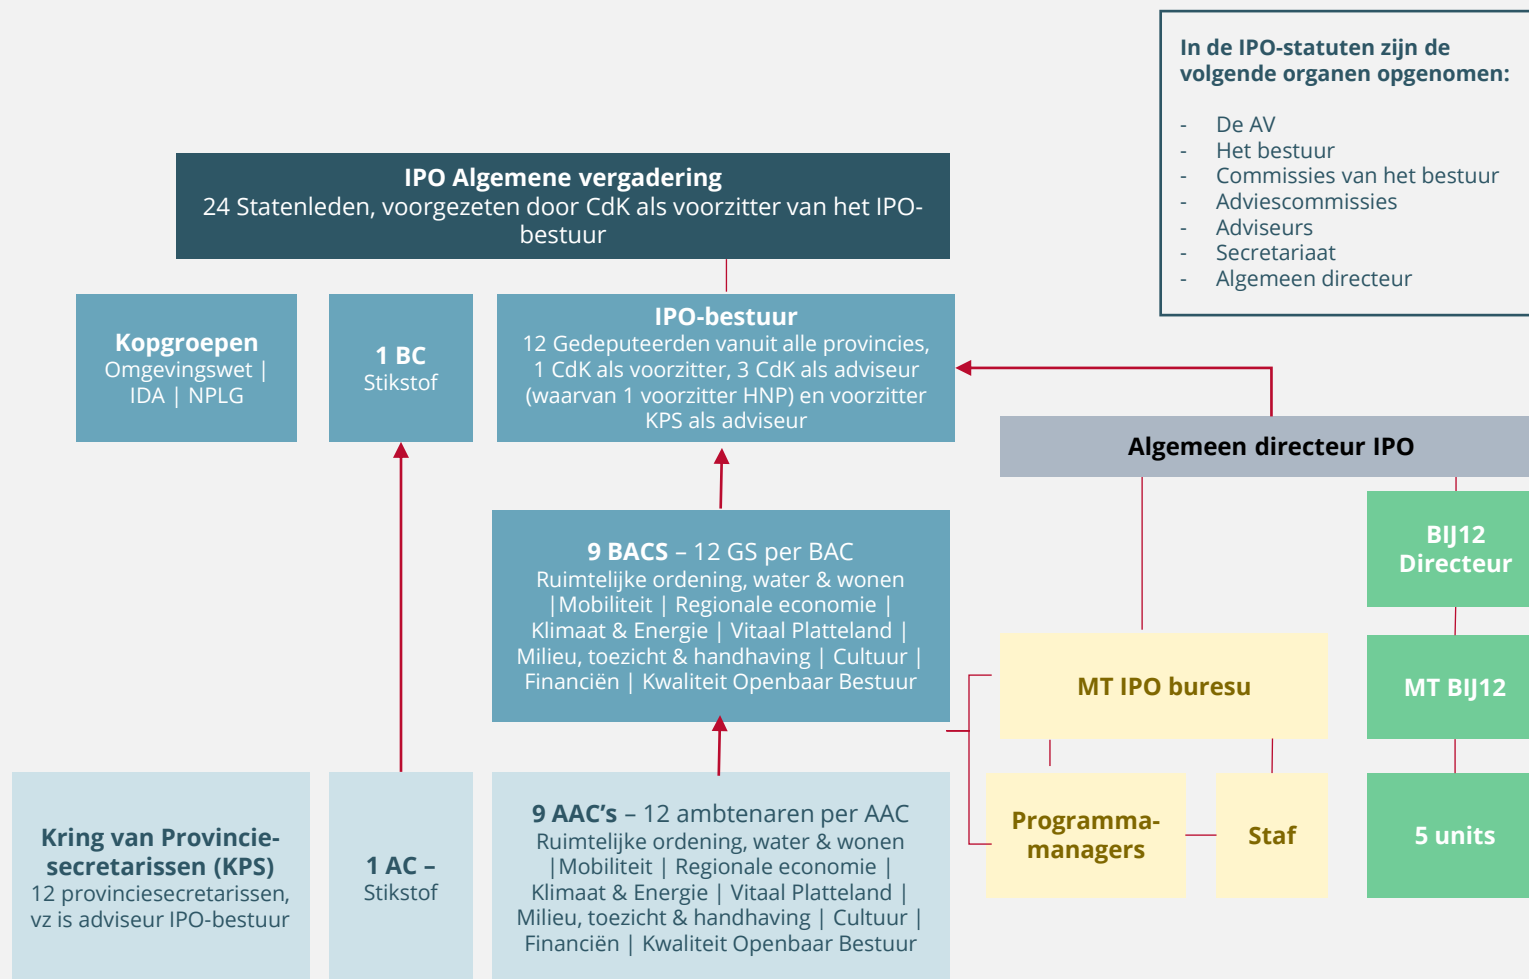 In de IPO-statuten zijn de
volgende organen opgenomen:
- De AV
- Het bestuur
- Commissies van het bestuur
- Adviescommissies
- Adviseurs
- Secretariaat
- Algemeen directeur
IPO Algemene vergadering
24 Statenleden, voorgezeten door CdK als voorzitter van het IPO-
bestuur
Kopgroepen
Omgevingswet |
IDA | NPLG
1 BC
Stikstof
IPO-bestuur
12 Gedeputeerden vanuit alle provincies,
1 CdK als voorzitter, 3 CdK als adviseur
(waarvan 1 voorzitter HNP) en voorzitter
KPS als adviseur
Algemeen directeur IPO
9 BACS – 12 GS per BAC
Ruimtelijke ordening, water & wonen
|Mobiliteit | Regionale economie |
Klimaat & Energie | Vitaal Platteland |
Milieu, toezicht & handhaving | Cultuur |
Financiën | Kwaliteit Openbaar Bestuur
BIJ12
Directeur
MT IPO buresu
MT BIJ12
Kring van Provincie-
secretarissen (KPS)
12 provinciesecretarissen,
vz is adviseur IPO-bestuur
1 AC –
Stikstof
9 AAC’s – 12 ambtenaren per AAC
Ruimtelijke ordening, water & wonen
|Mobiliteit | Regionale economie |
Klimaat & Energie | Vitaal Platteland |
Milieu, toezicht & handhaving | Cultuur |
Financiën | Kwaliteit Openbaar Bestuur
Programma-
managers
Staf
5 units